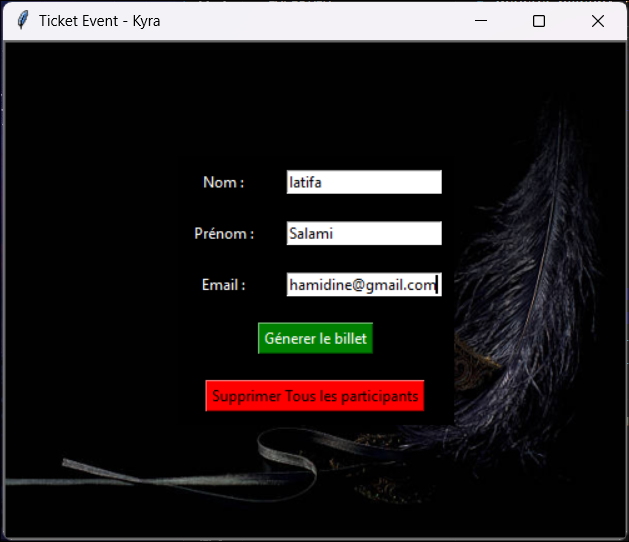 Ticket Event - Kyra
Nom : latifa
Prénom : Salami
Email : hamidine@gmail.com
Génerer le billet
Supprimer Tous les participants